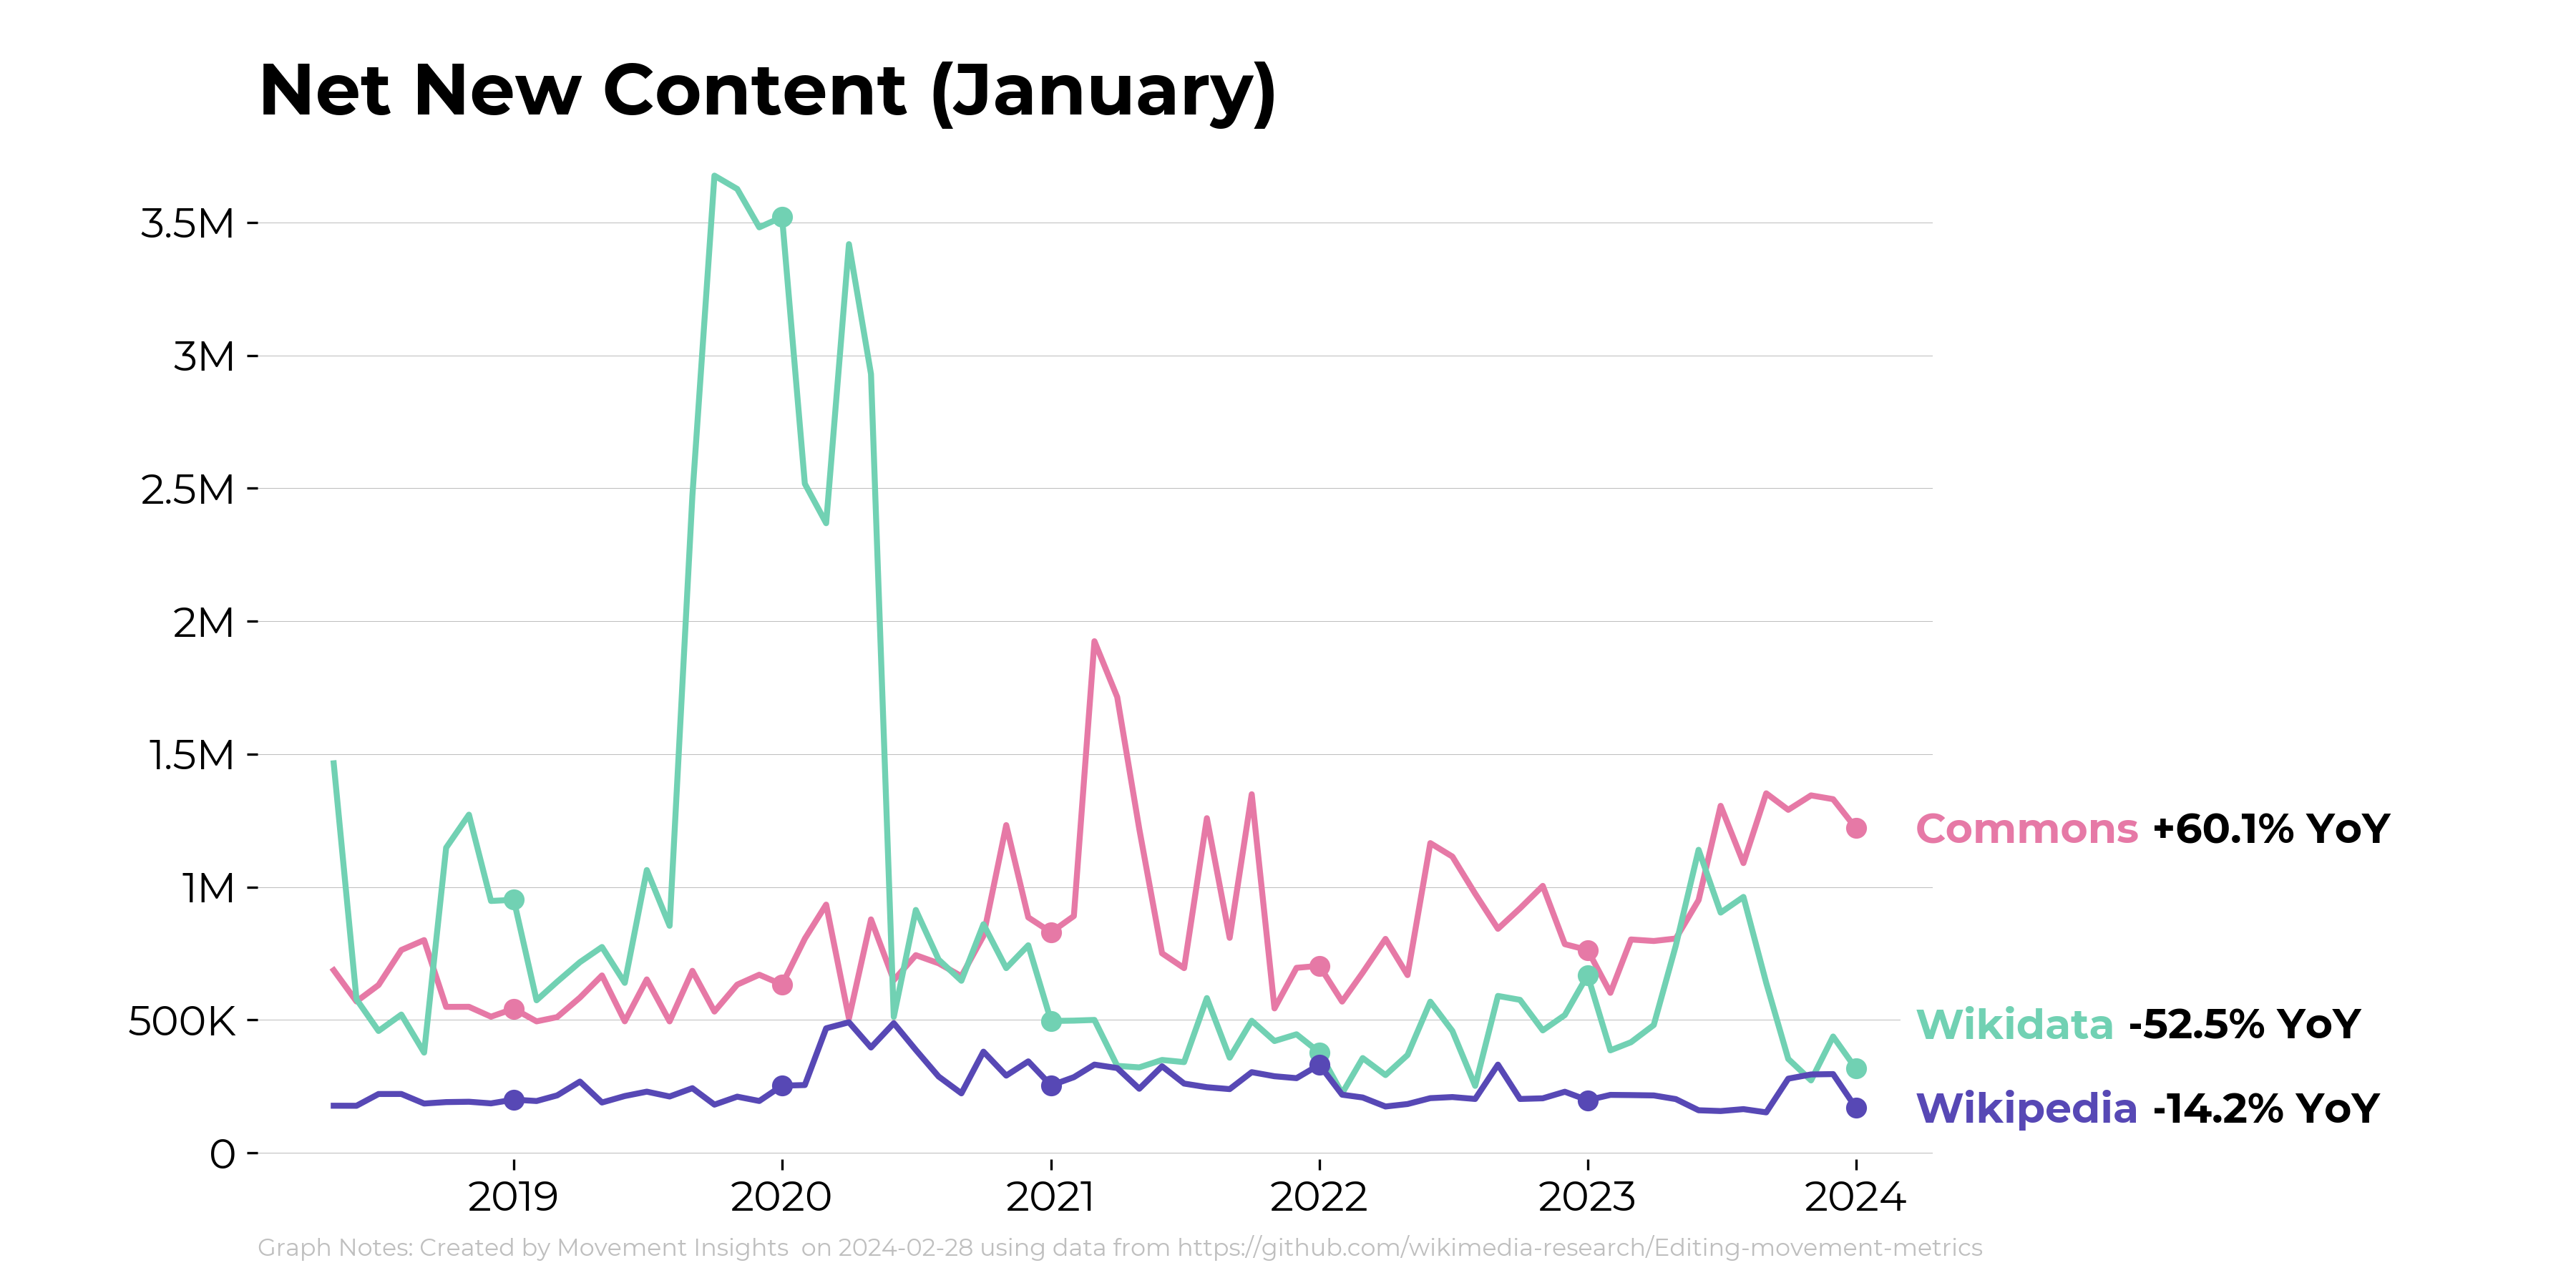 Net New Content (January)
3.5M
3M
2.5M
2M
1.5M
1M
500K
0
Commons +60.1% YoY
Wikidata -52.5% YoY
Wikipedia -14.2% YoY
2019 2020 2021 2022 2023 2024
Graph Notes: Created by Movement Insights  on 2024-02-28 using data from https://github.com/wikimedia-research/Editing-movement-metrics